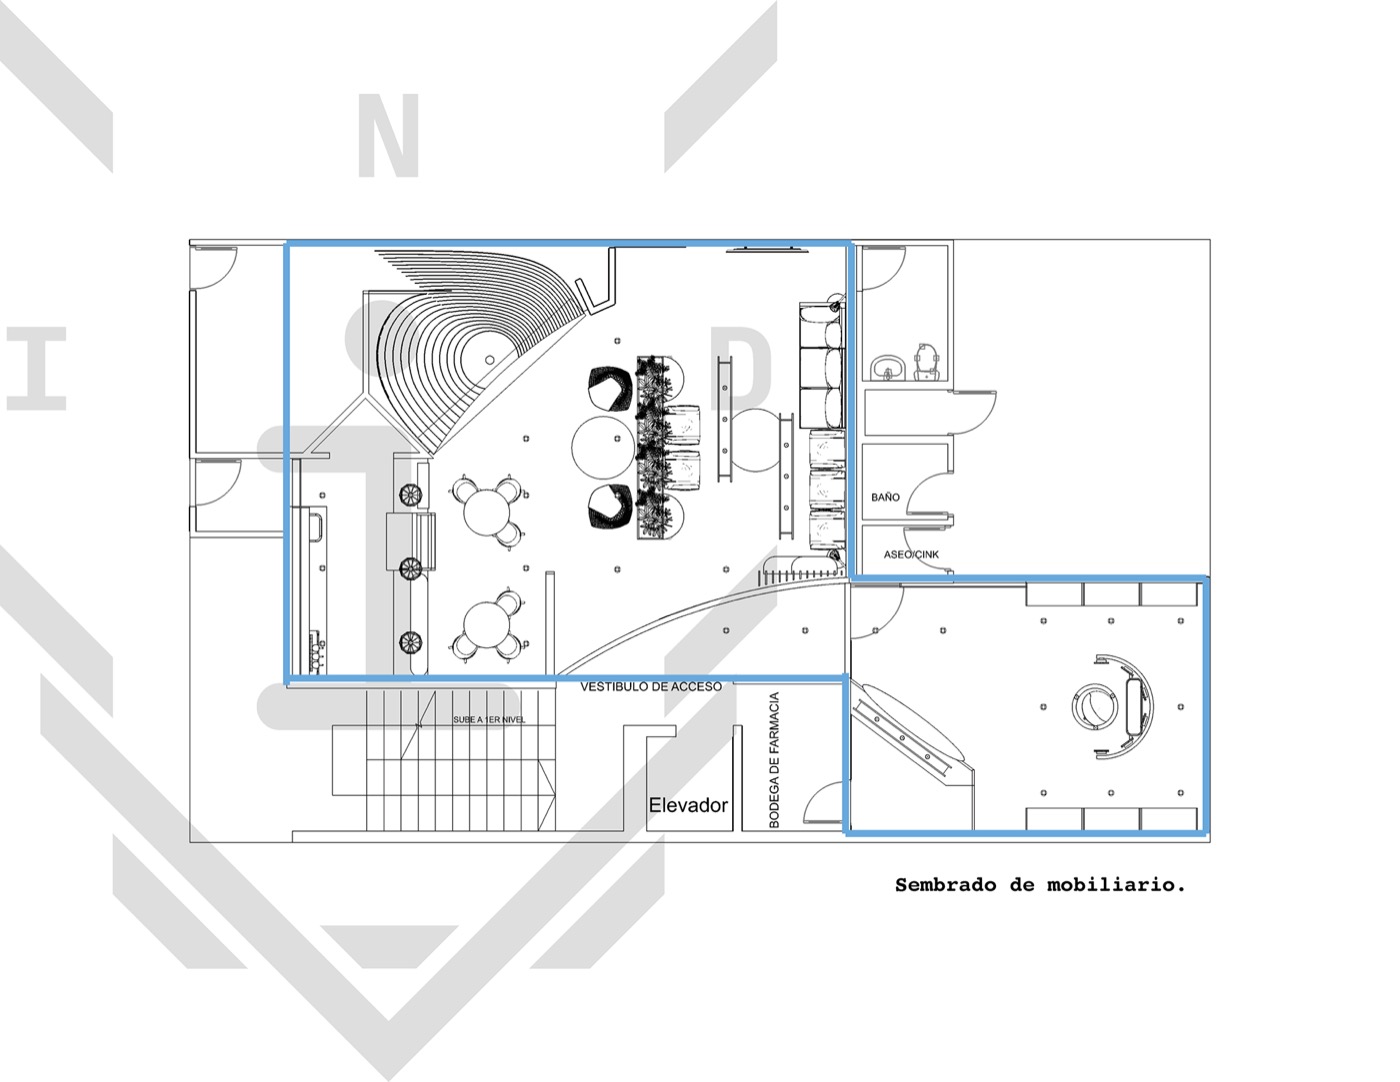 N
I
D
BAÑO
ASEO/CINK
VESTIBULO DE ACCESO
SUBE A 1ER NIVEL
BODEGA DE FARMACIA
Elevador
Sembrado de mobiliario.